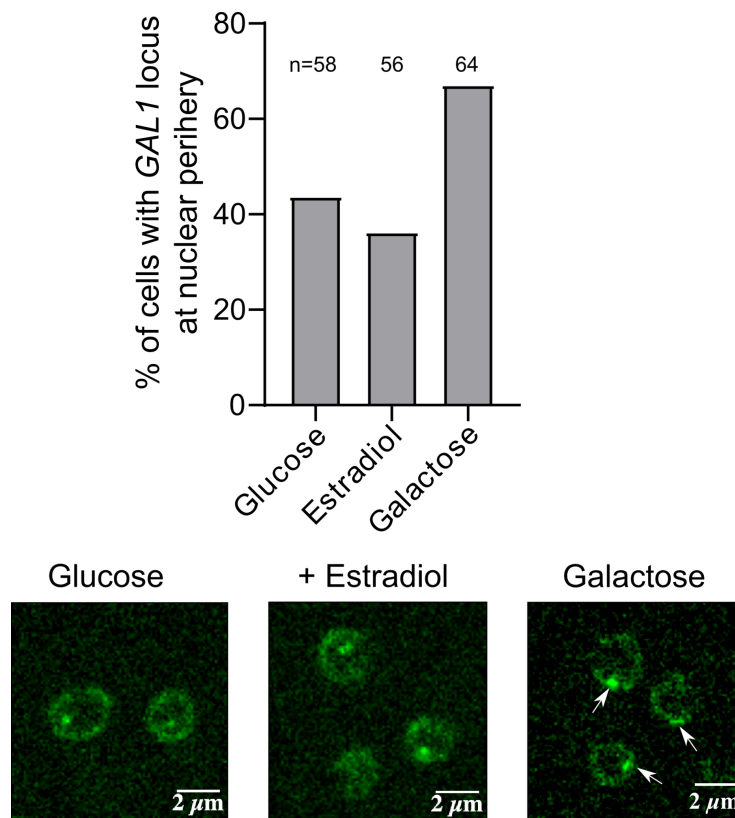 % of cells with GAL1 locus
at nuclear perihery
80
60
40
20
0
n=58 56 64
Glucose
Estradiol
Galactose
Glucose + Estradiol Galactose
2 μm 2 μm 2 μm